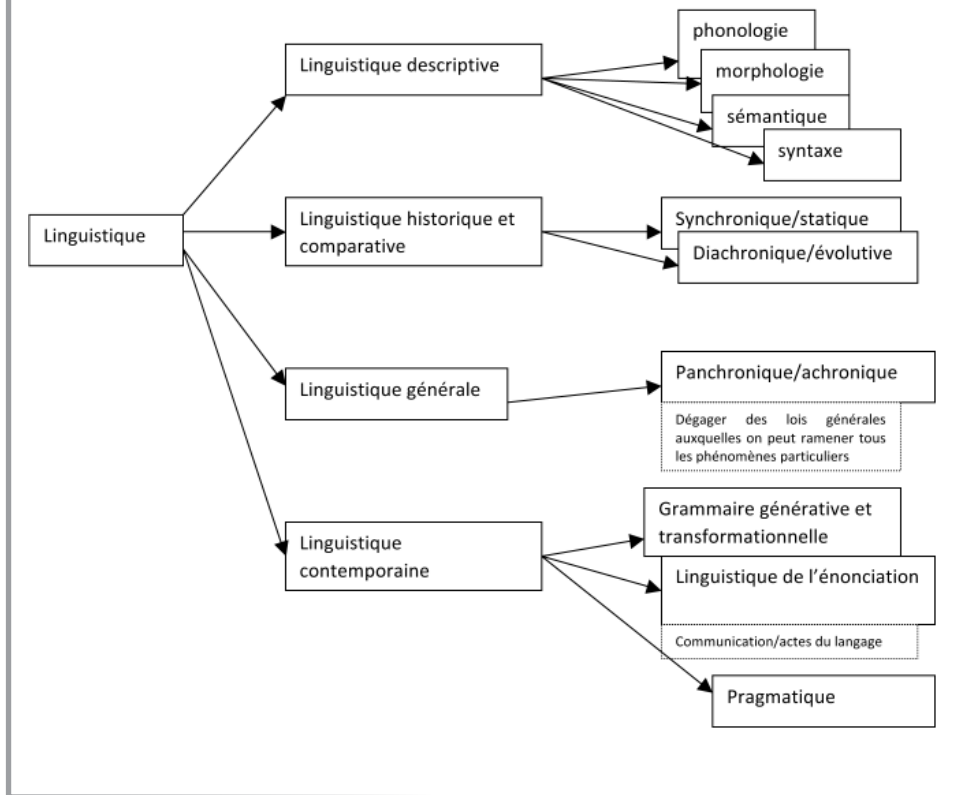 phonologie
Linguistique descriptive
morphologie
sémantique
syntaxe
Linguistique historique et
comparative
Synchronique/statique
Linguistique
Diachronique/évolutive
Linguistique générale
Panchronique/achronique
Dégager des lois générales
auxquelles on peut ramener tous
les phénomènes particuliers
Grammaire générative et
transformationnelle
Linguistique
contemporaine
Linguistique de l’énonciation
Communication/actes du langage
Pragmatique